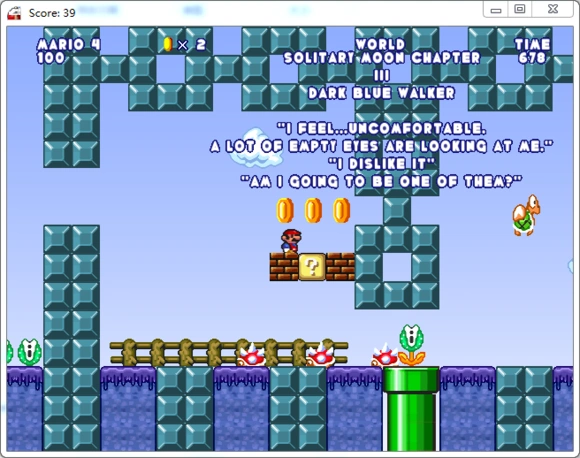 Score: 39
MARIO 4 × 2 WORLD TIME
100 SOLITARY MOON CHAPTER 678
III
DARK BLUE WALKER
"I FEEL...UNCOMFORTABLE.
A LOT OF EMPTY EYES ARE LOOKING AT ME."
"I DISLIKE IT"
"AM I GOING TO BE ONE OF THEM?"
?